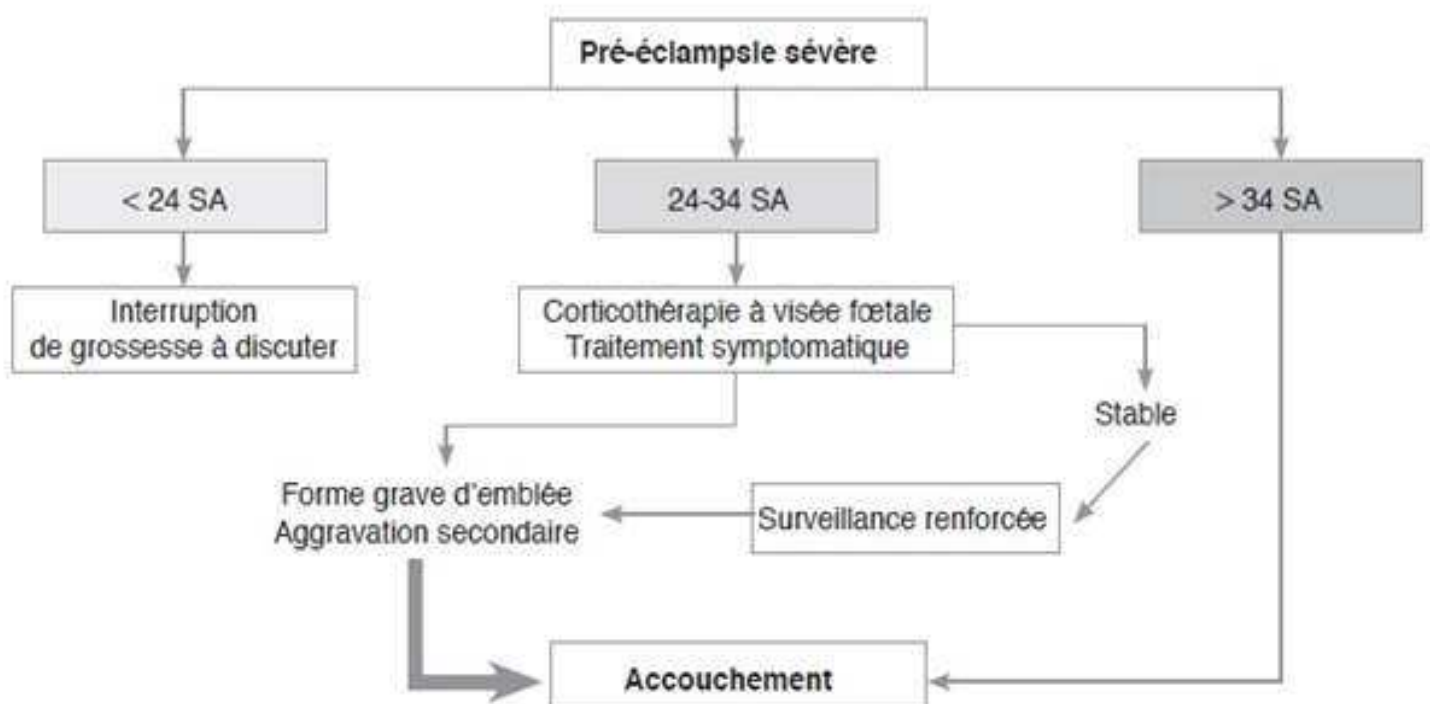 Pré-éclampsie sévère
< 24 SA
24-34 SA
> 34 SA
Interruption
de grossesse à discuter
Corticothérapie à visée fœtale
Traitement symptomatique
Stable
Forme grave d'emblée
Aggravation secondaire
Surveillance renforcée
Accouchement